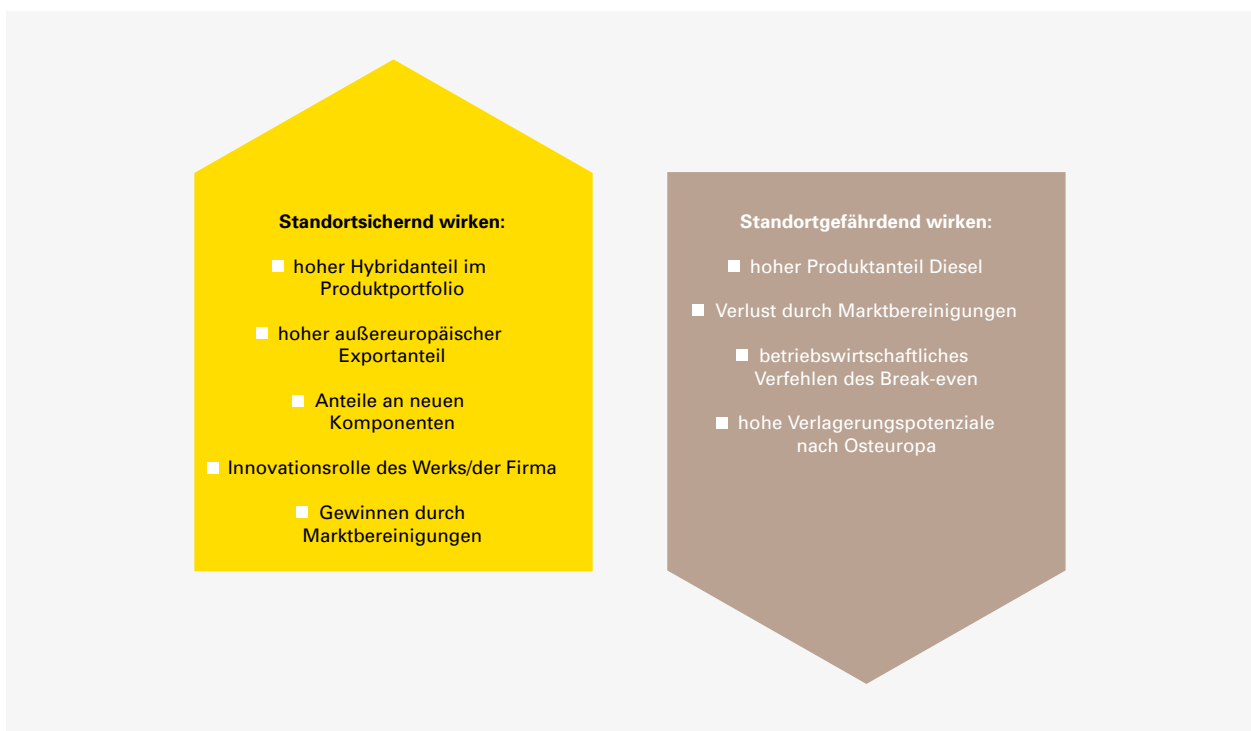 Standortsichernd wirken:
hoher Hybridanteil im
Produktportfolio
hoher außereuropäischer
Exportanteil
Anteile an neuen
Komponenten
Innovationsrolle des Werks/der Firma
Gewinnen durch
Marktbereinigungen
Standortgefährdend wirken:
hoher Produktanteil Diesel
Verlust durch Marktbereinigungen
betriebswirtschaftliches
Verfehlen des Break-even
hohe Verlagerungspotenziale
nach Osteuropa